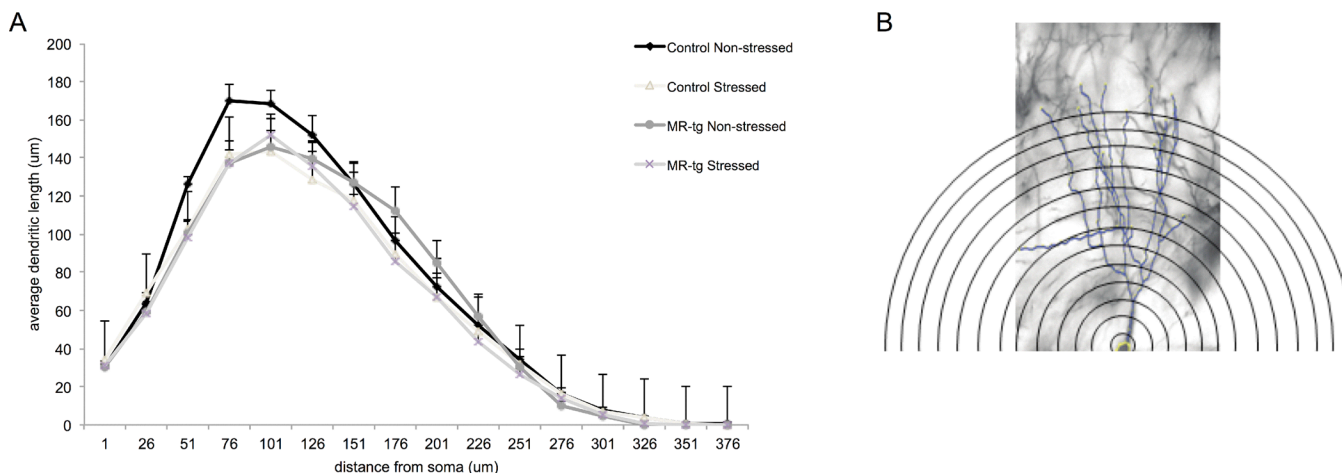 A
average dendritic length (um)
200
180
160
140
120
100
80
60
40
20
0
1 26 51 76 101 126 151 176 201 226 251 276 301 326 351 376
distance from soma (um)
Control Non-stressed
Control Stressed
MR-tg Non-stressed
MR-tg Stressed
B